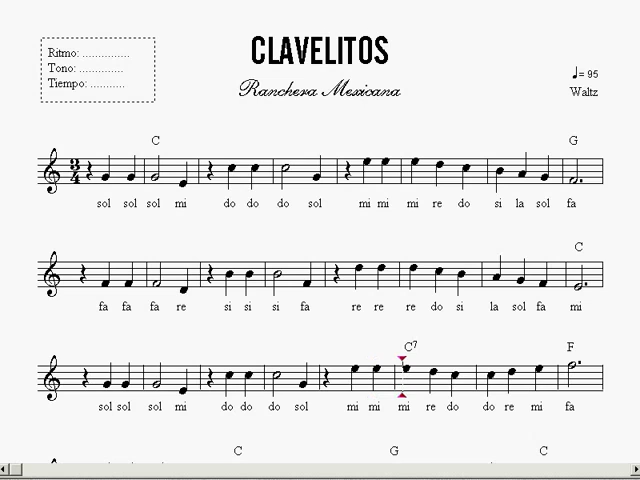 CLAVELITOS
Ritmo: ...............
Tono: ..............
Tiempo: ...........
Ranchera Mexicana
= 95
Waltz
C G
3
4
sol sol sol mi do do do sol mi mi mi re do si la sol fa
C
fa fa fa re si si si fa re re re do si la sol fa mi
C7 F
sol sol sol mi do do do sol mi mi mi re do do re mi fa
C G C